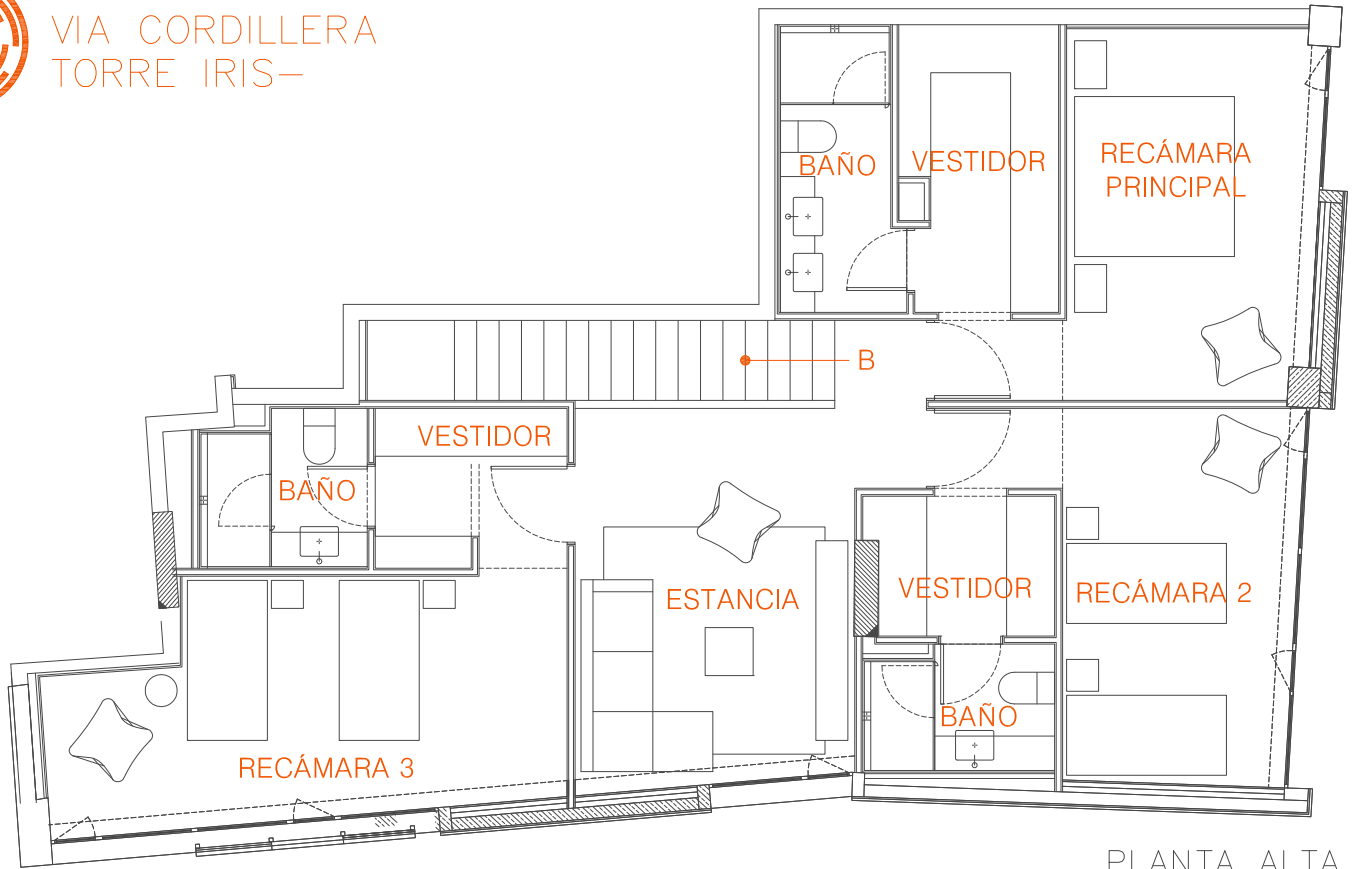 VIA CORDILLERA
TORRE IRIS–
BAÑO
VESTIDOR
RECÁMARA
PRINCIPAL
B
VESTIDOR
BAÑO
ESTANCIA
VESTIDOR
RECÁMARA 2
BAÑO
RECÁMARA 3
PLANTA ALTA